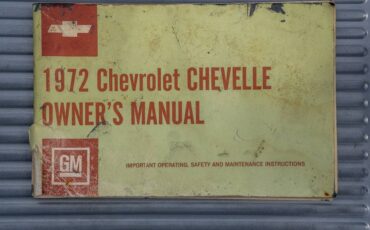 1972 Chevrolet CHEVELLE
OWNER'S MANUAL
GM
IMPORTANT OPERATING, SAFETY AND MAINTENANCE INSTRUCTIONS